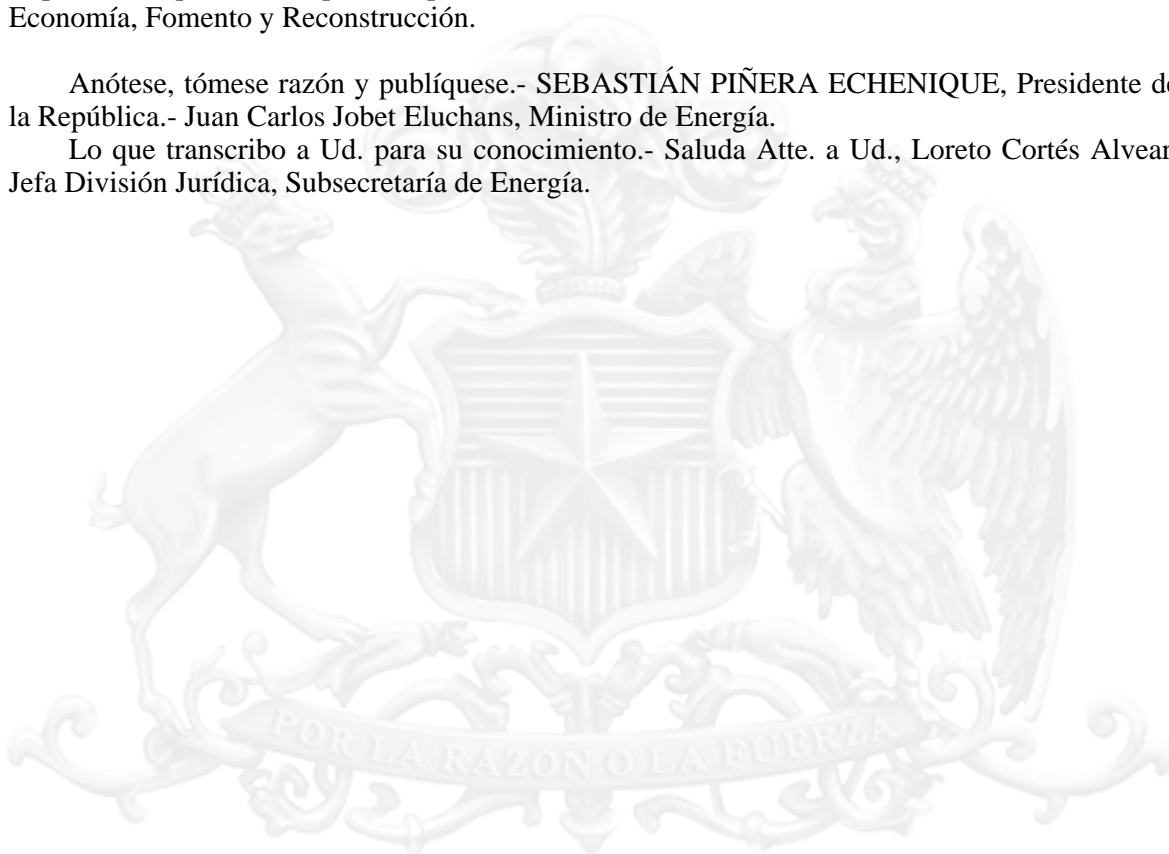 Economía, Fomento y Reconstrucción.
Anótese, tómese razón y publíquese.- SEBASTIÁN PIÑERA ECHENIQUE, Presidente de
la República.- Juan Carlos Jobet Eluchans, Ministro de Energía.
Lo que transcribo a Ud. para su conocimiento.- Saluda Atte. a Ud., Loreto Cortés Alvear
Jefa División Jurídica, Subsecretaría de Energía.
POR LA RAZON O LA FUERZA